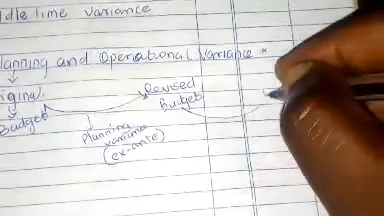 Idle time variance
Planning and Operational Variance
Original
Budget
Revised
Budget
Planning
variance
(ex-ante)